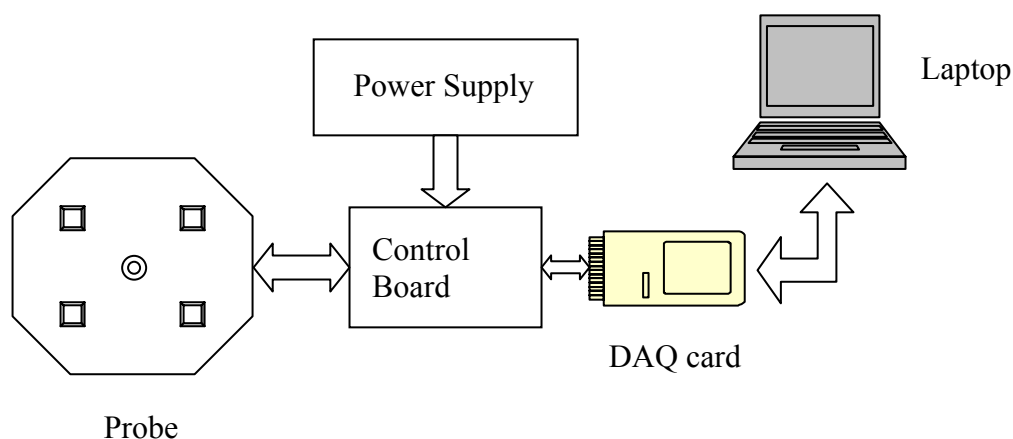 Power Supply
Laptop
Control
Board
DAQ card
Probe